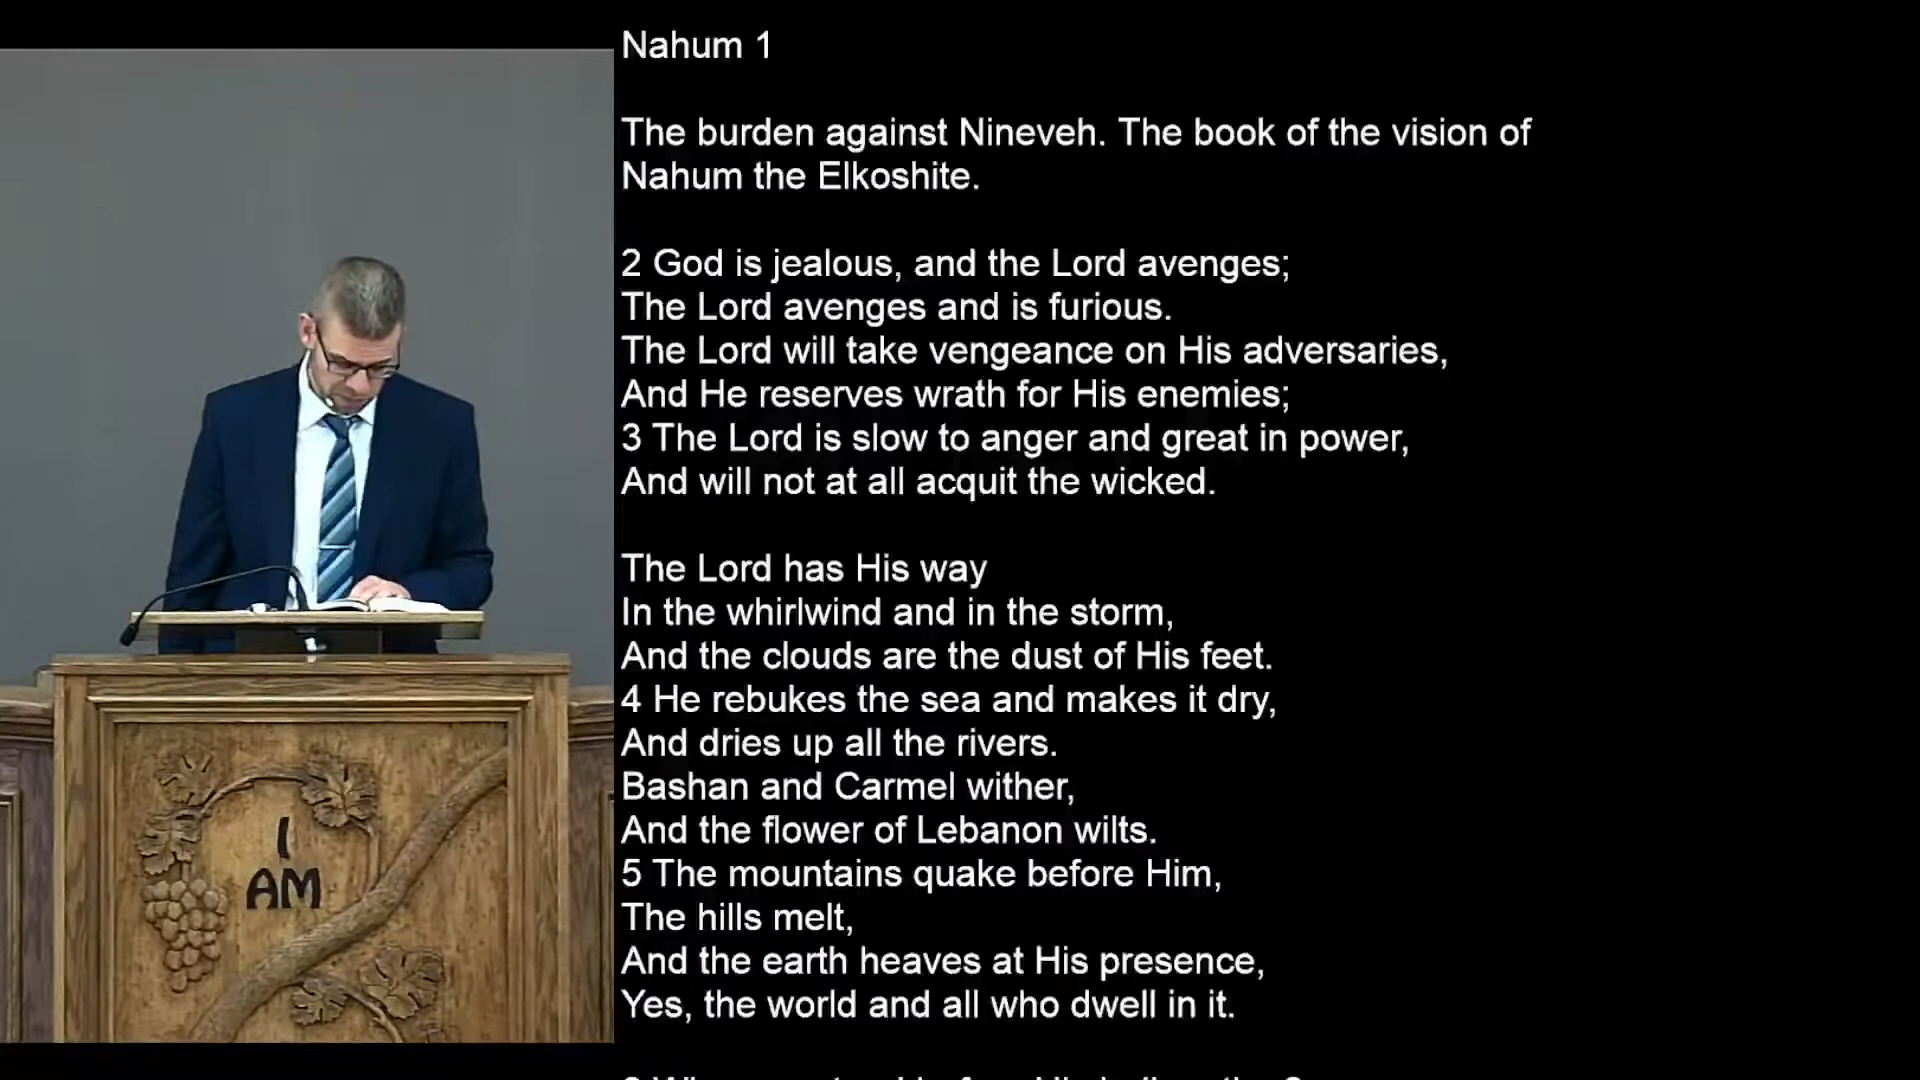 Nahum 1
The burden against Nineveh. The book of the vision of
Nahum the Elkoshite.
2 God is jealous, and the Lord avenges;
The Lord avenges and is furious.
The Lord will take vengeance on His adversaries,
And He reserves wrath for His enemies;
3 The Lord is slow to anger and great in power,
And will not at all acquit the wicked.
The Lord has His way
In the whirlwind and in the storm,
And the clouds are the dust of His feet.
4 He rebukes the sea and makes it dry,
And dries up all the rivers.
Bashan and Carmel wither,
And the flower of Lebanon wilts.
5 The mountains quake before Him,
The hills melt,
And the earth heaves at His presence,
Yes, the world and all who dwell in it.
I
AM